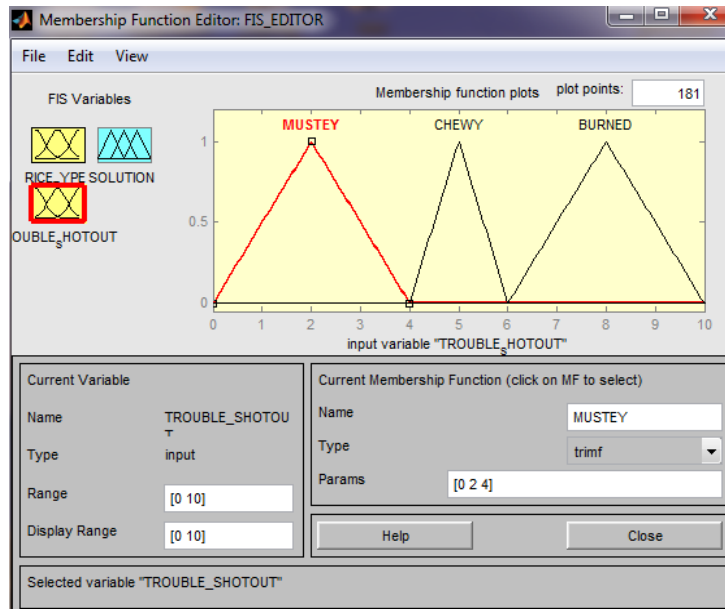 Membership Function Editor: FIS_EDITOR
File Edit View
FIS Variables
Membership function plots plot points: 181
MUSTEY CHEWY BURNED
RICE_YPE SOLUTION
OUBLE_SHOTOUT
1
0.5
0
0 1 2 3 4 5 6 7 8 9 10
input variable "TROUBLE_SHOTOUT"
Current Variable
Name TROUBLE_SHOTOU
T
Type input
Range [0 10]
Display Range [0 10]
Current Membership Function (click on MF to select)
Name MUSTEY
Type trimf
Params [0 2 4]
Help Close
Selected variable "TROUBLE_SHOTOUT"